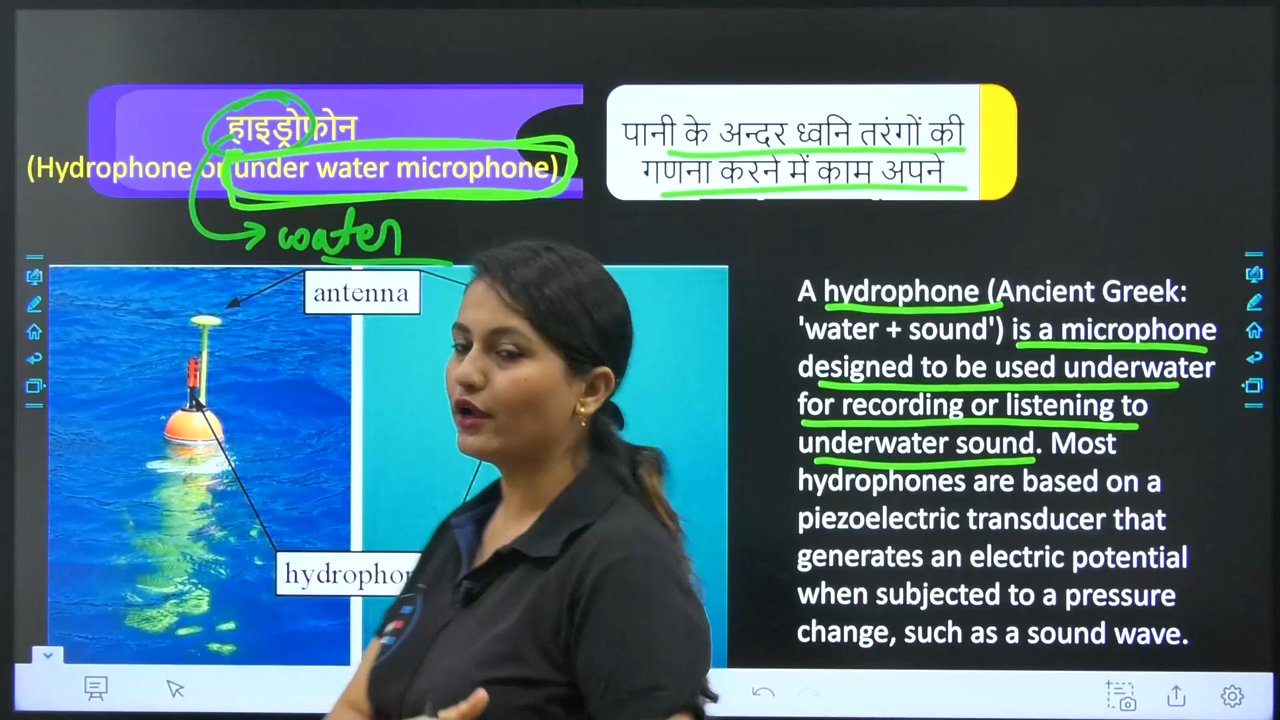 हाइड्रोफोन
(Hydrophone or under water microphone)
water
पानी के अन्दर ध्वनि तरंगों की
गणना करने में काम अपने
antenna
A hydrophone (Ancient Greek:
'water + sound') is a microphone
designed to be used underwater
for recording or listening to
underwater sound. Most
hydrophones are based on a
piezoelectric transducer that
generates an electric potential
when subjected to a pressure
change, such as a sound wave.